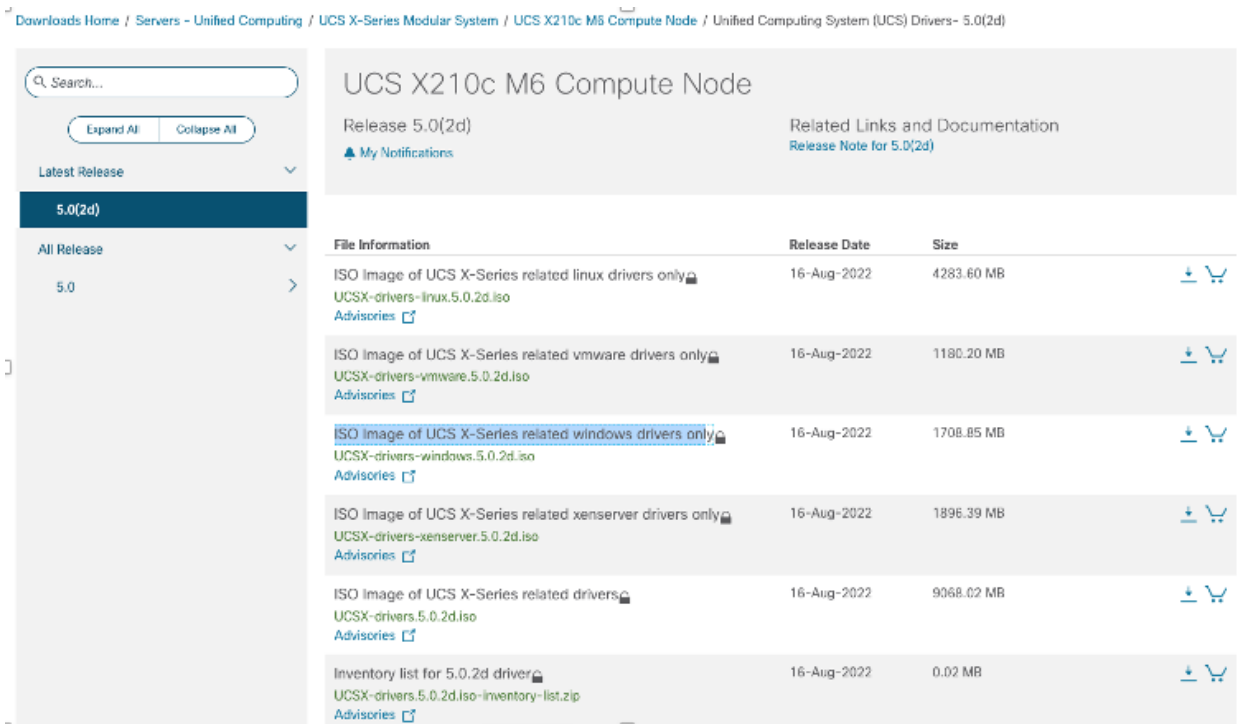 Downloads Home / Servers - Unified Computing / UCS X-Series Modular System / UCS X210c M6 Compute Node / Unified Computing System (UCS) Drivers- 5.0(2d)
Search...
Expand All Collapse All
Latest Release
5.0(2d)
All Release
5.0
UCS X210c M6 Compute Node
Release 5.0(2d)
My Notifications
Related Links and Documentation
Release Note for 5.0(2d)
File Information Release Date Size
ISO Image of UCS X-Series related linux drivers only 16-Aug-2022 4283.60 MB
UCSX-drivers-linux.5.0.2d.iso
Advisories
ISO Image of UCS X-Series related vmware drivers only 16-Aug-2022 1180.20 MB
UCSX-drivers-vmware.5.0.2d.iso
Advisories
ISO Image of UCS X-Series related windows drivers only 16-Aug-2022 1708.85 MB
UCSX-drivers-windows.5.0.2d.iso
Advisories
ISO Image of UCS X-Series related xenserver drivers only 16-Aug-2022 1896.39 MB
UCSX-drivers-xenserver.5.0.2d.iso
Advisories
ISO Image of UCS X-Series related drivers 16-Aug-2022 9068.02 MB
UCSX-drivers.5.0.2d.iso
Advisories
Inventory list for 5.0.2d driver 16-Aug-2022 0.02 MB
UCSX-drivers.5.0.2d.iso-inventory-list.zip
Advisories